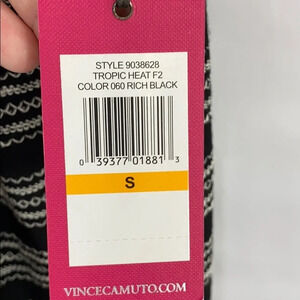 STYLE 9038628
TROPIC HEAT F2
COLOR 060 RICH BLACK
0 39377 01881 3
S
VINCECAMUTO.COM